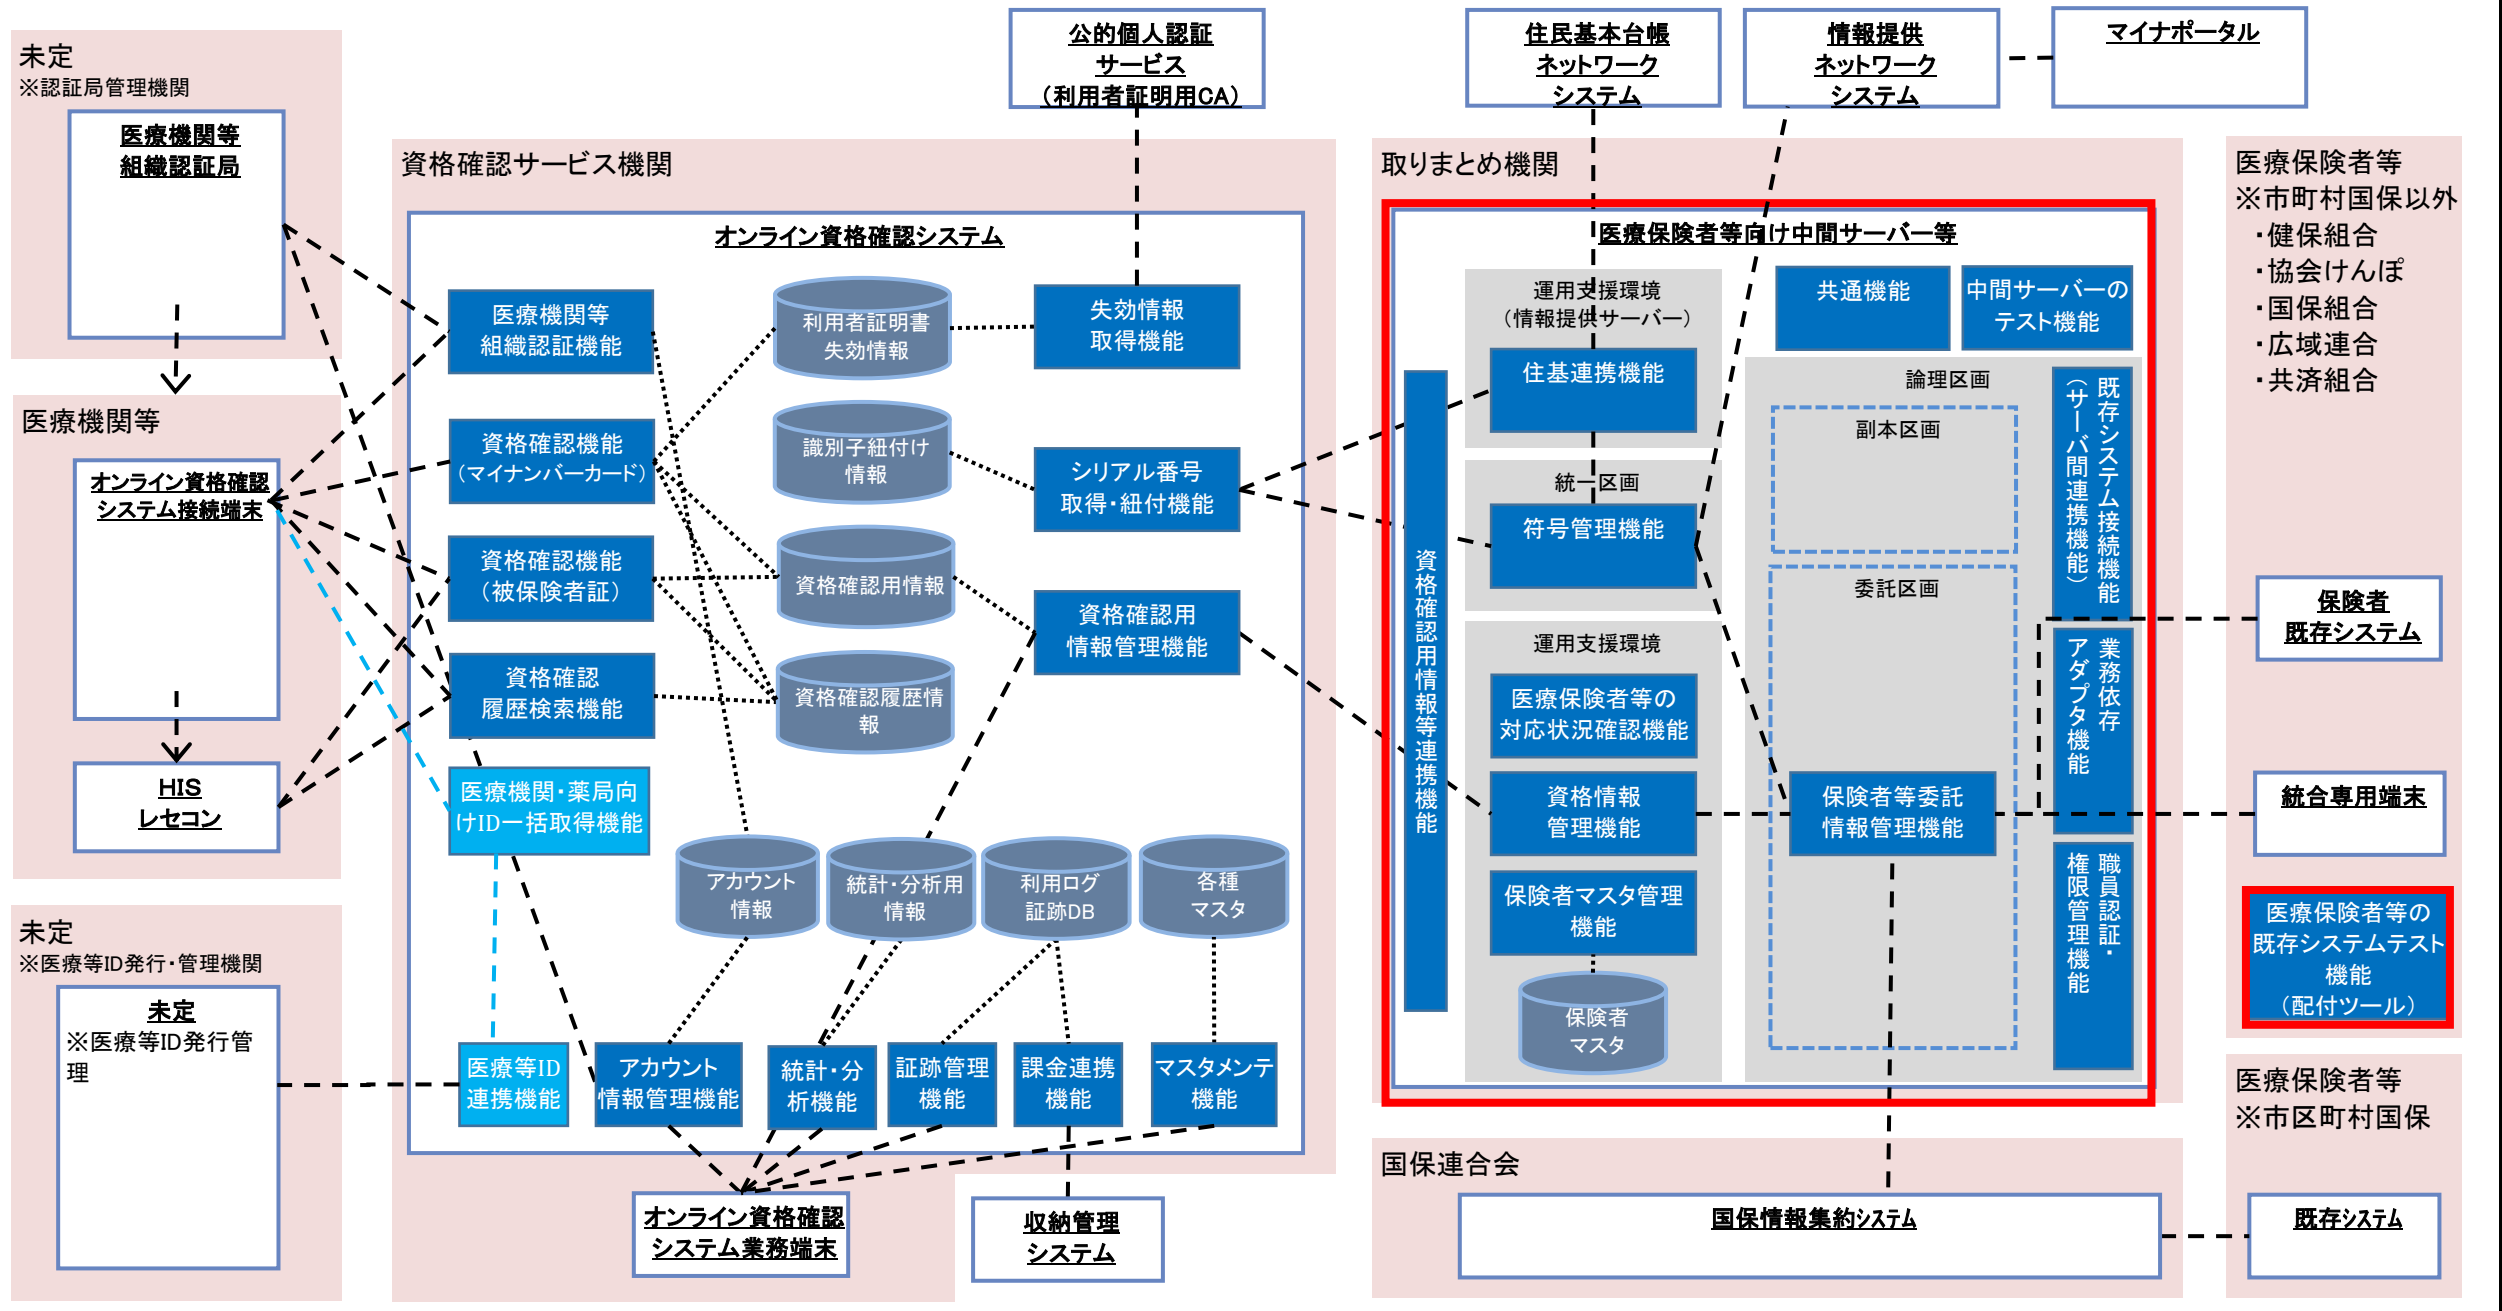 未定
※認証局管理機関
医療機関等
組織認証局
医療機関等
オンライン資格確認
システム接続端末
HIS
レセコン
未定
※医療等ID発行・管理機関
未定
※医療等ID発行管
理
資格確認サービス機関
公的個人認証
サービス
(利用者証明用CA)
オンライン資格確認システム
医療機関等
組織認証機能
資格確認機能
(マイナンバーカード)
資格確認機能
(被保険者証)
資格確認
履歴検索機能
医療機関・薬局向
けID一括取得機能
利用者証明書
失効情報
識別子紐付け
情報
資格確認用情報
資格確認履歴情
報
失効情報
取得機能
シリアル番号
取得・紐付機能
資格確認用
情報管理機能
アカウント
情報
統計・分析用
情報
利用ログ
証跡DB
各種
マスタ
医療等ID
連携機能
アカウント
情報管理機能
統計・分
析機能
証跡管理
機能
課金連携
機能
マスタメンテ
機能
オンライン資格確認
システム業務端末
収納管理
システム
住民基本台帳
ネットワーク
システム
情報提供
ネットワーク
システム
マイナポータル
取りまとめ機関
医療保険者等向け中間サーバー等
資格確認用情報等連携機能
運用支援環境
(情報提供サーバー)
住基連携機能
統一区画
符号管理機能
運用支援環境
医療保険者等の
対応状況確認機能
資格情報
管理機能
保険者マスタ管理
機能
保険者
マスタ
共通機能
中間サーバーの
テスト機能
論理区画
副本区画
委託区画
保険者等委託
情報管理機能
既存システム接続機能
(サーバ間連携機能)
業務依存
アダプタ機能
職員認証・
権限管理機能
医療保険者等
※市町村国保以外
・健保組合
・協会けんぽ
・国保組合
・広域連合
・共済組合
保険者
既存システム
統合専用端末
医療保険者等の
既存システムテスト
機能
(配付ツール)
医療保険者等
※市区町村国保
既存システム
国保連合会
国保情報集約システム